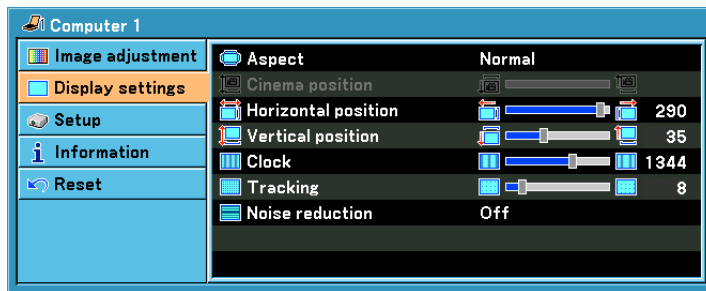 Computer 1
Image adjustment
Display settings
Setup
Information
Reset
Aspect Normal
Cinema position
Horizontal position 290
Vertical position 35
Clock 1344
Tracking 8
Noise reduction Off